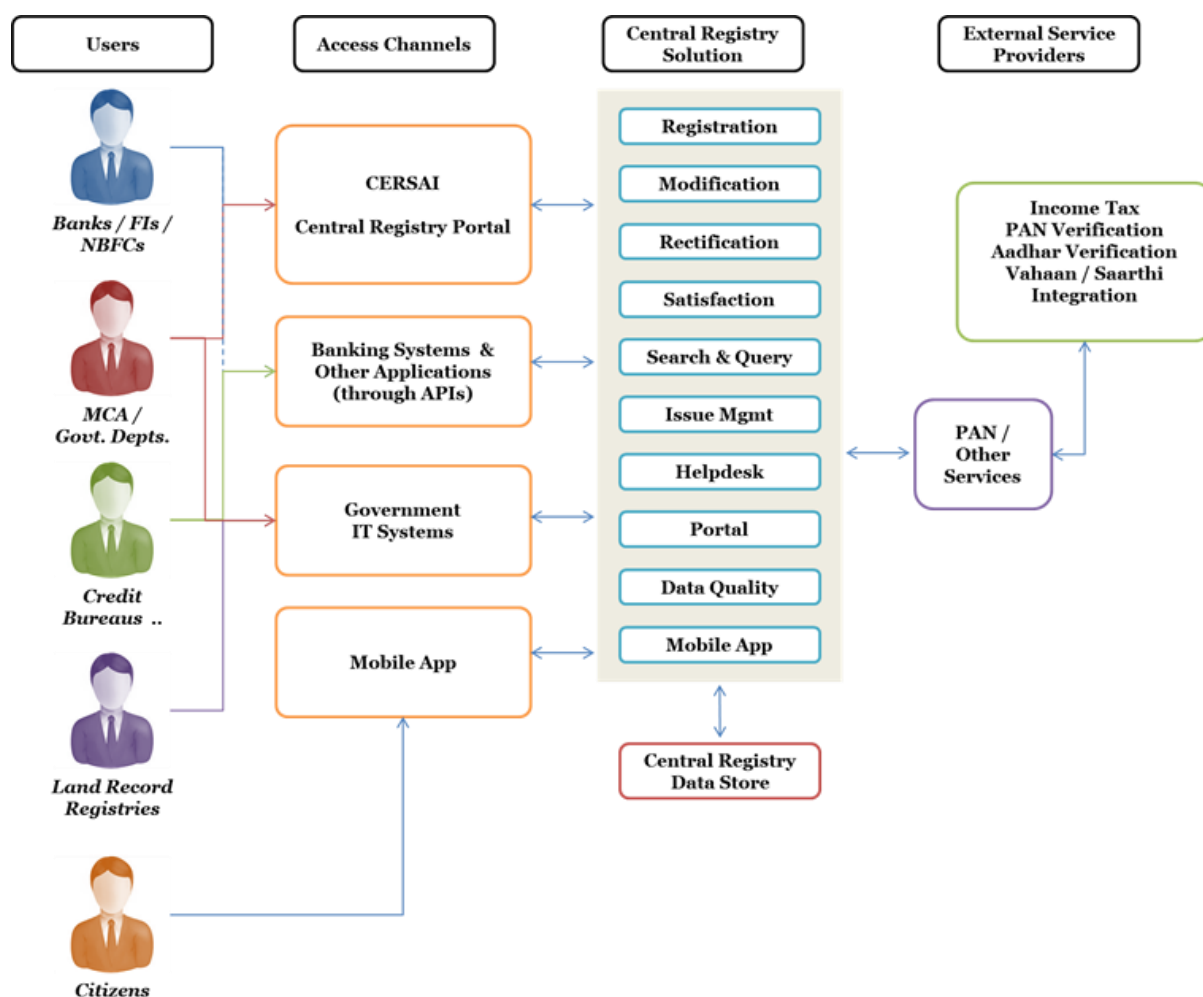 Users
Access Channels
Central Registry
Solution
External Service
Providers
Banks / FIs /
NBFCs
MCA /
Govt. Depts.
Credit
Bureaus ..
Land Record
Registries
Citizens
CERSAI
Central Registry Portal
Banking Systems &
Other Applications
(through APIs)
Government
IT Systems
Mobile App
Registration
Modification
Rectification
Satisfaction
Search & Query
Issue Mgmt
Helpdesk
Portal
Data Quality
Mobile App
Central Registry
Data Store
PAN /
Other
Services
Income Tax
PAN Verification
Aadhar Verification
Vahaan / Saarthi
Integration